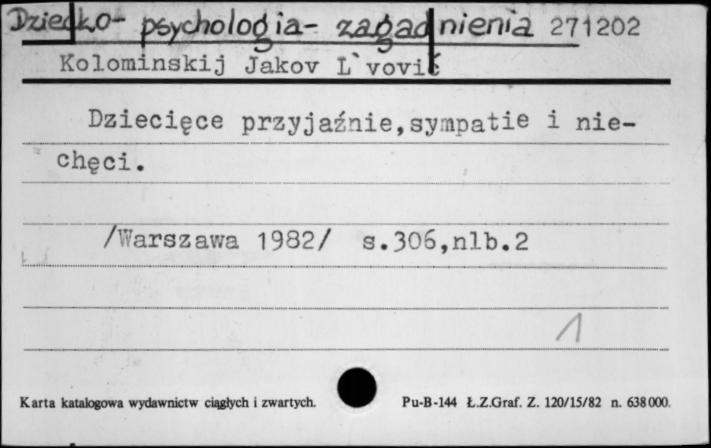 Dziecko- psychologia- zagadnienia 271202
Kolominskij Jakov L`vovič
Dziecięce przyjaźnie,sympatie i nie-
chęci.
/Warszawa 1982/ s.306,nlb.2
1
Karta katalogowa wydawnictw ciągłych i zwartych. Pu-B-144 Ł.Z.Graf. Z. 120/15/82 n. 638000.